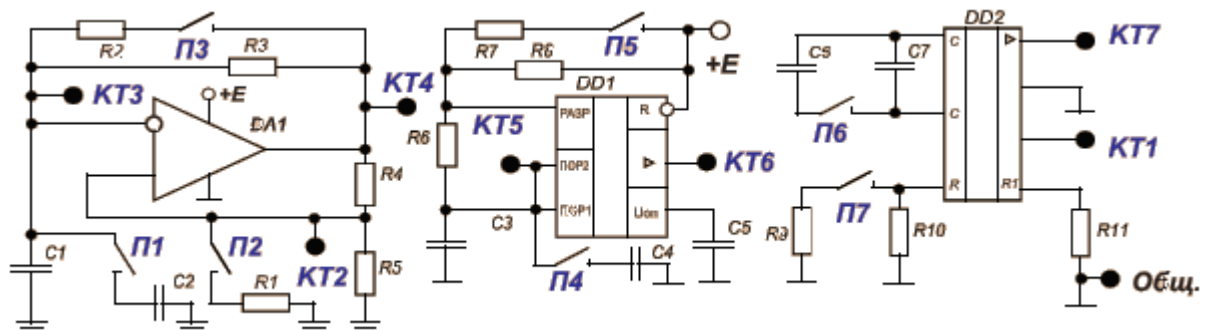 R2
П3
R3
КТ3
+E
DA1
КТ4
R4
C1
П1
П2
C2
R1
КТ2
R5
R7
П5
R6
+E
DD1
КТ5
R6
РАЗР
R
ПОР2
КТ6
ПОР1
Uоп
C3
П4
C4
C5
DD2
C6
C7
C
КТ7
П6
C
КТ1
R
R1
П7
R9
R10
R11
Общ.